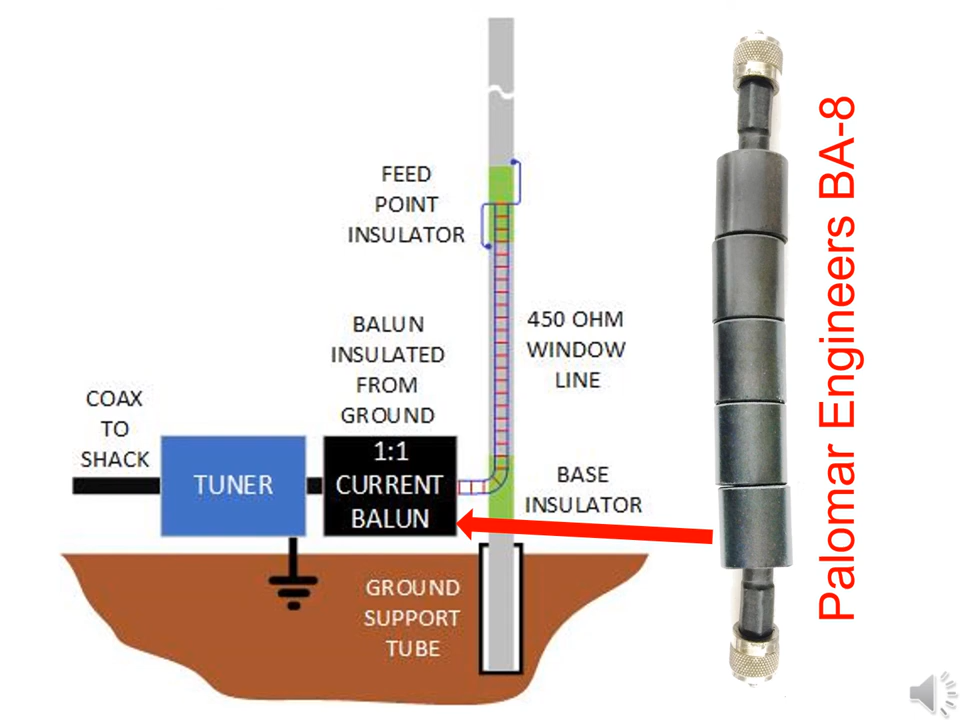 FEED
POINT
INSULATOR
BALUN
INSULATED
FROM
GROUND
450 OHM
WINDOW
LINE
COAX
TO
SHACK
TUNER
1:1
CURRENT
BALUN
BASE
INSULATOR
GROUND
SUPPORT
TUBE
Palomar Engineers BA-8